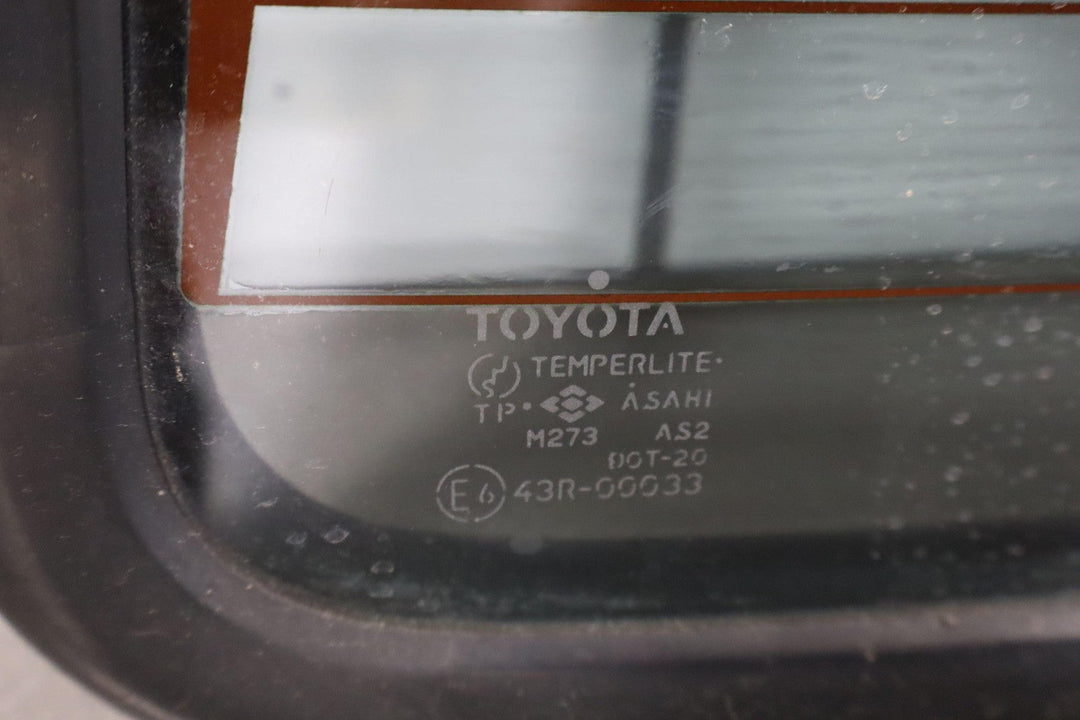 TOYOTA
TEMPERLITE
TP ASAHI
M273 AS2
DOT-20
E6 43R-00033